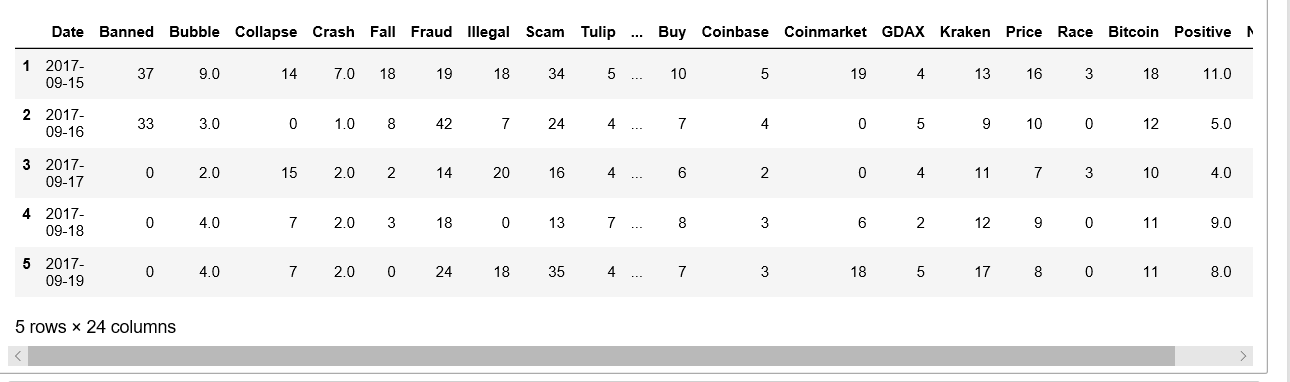 Date Banned Bubble Collapse Crash Fall Fraud Illegal Scam Tulip ... Buy Coinbase Coinmarket GDAX Kraken Price Race Bitcoin Positive
1 2017-09-15 37 9.0 14 7.0 18 19 18 34 5 ... 10 5 19 4 13 16 3 18 11.0
2 2017-09-16 33 3.0 0 1.0 8 42 7 24 4 ... 7 4 0 5 9 10 0 12 5.0
3 2017-09-17 0 2.0 15 2.0 2 14 20 16 4 ... 6 2 0 4 11 7 3 10 4.0
4 2017-09-18 0 4.0 7 2.0 3 18 0 13 7 ... 8 3 6 2 12 9 0 11 9.0
5 2017-09-19 0 4.0 7 2.0 0 24 18 35 4 ... 7 3 18 5 17 8 0 11 8.0
5 rows × 24 columns